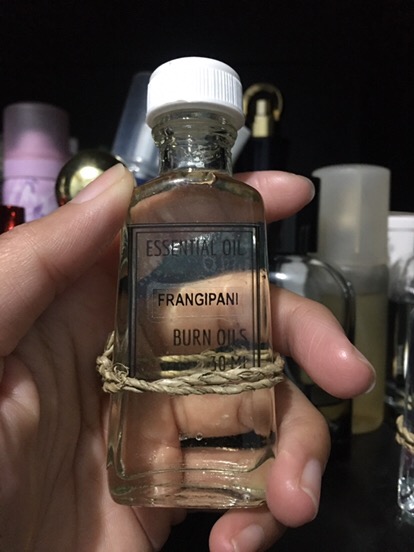 ESSENTIAL OIL
FRANGIPANI
BURN OILS
30 ML